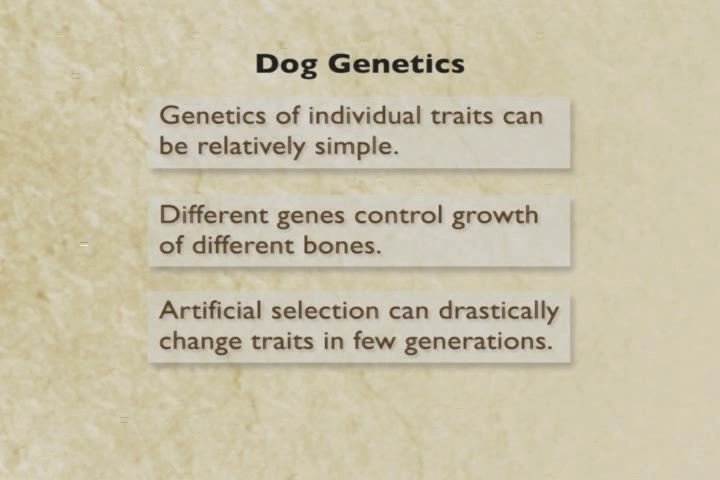 Dog Genetics
Genetics of individual traits can
be relatively simple.
Different genes control growth
of different bones.
Artificial selection can drastically
change traits in few generations.